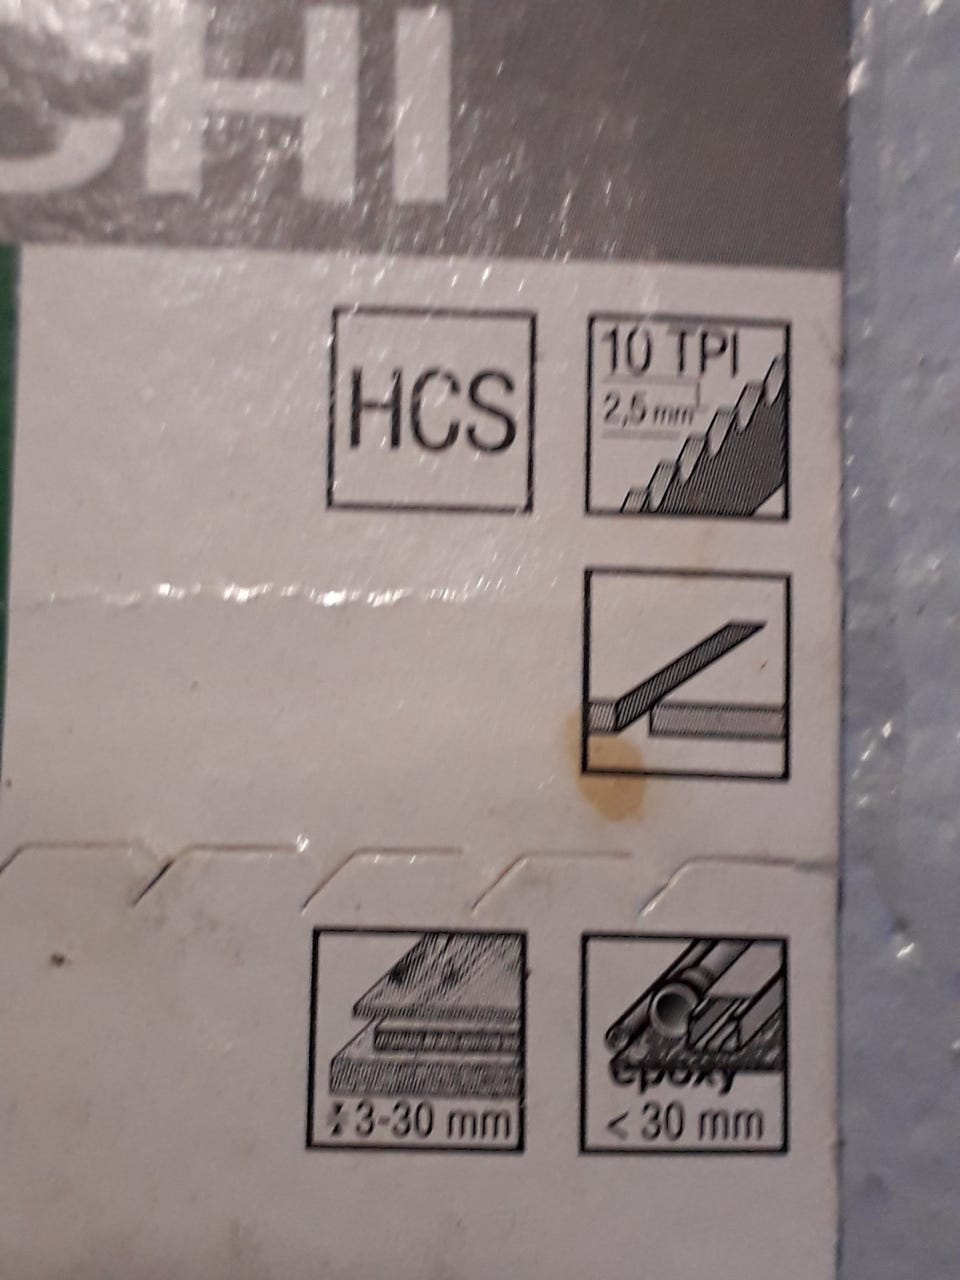 CHI
HCS
10 TPI
2,5 mm
3-30 mm
epoxy
< 30 mm